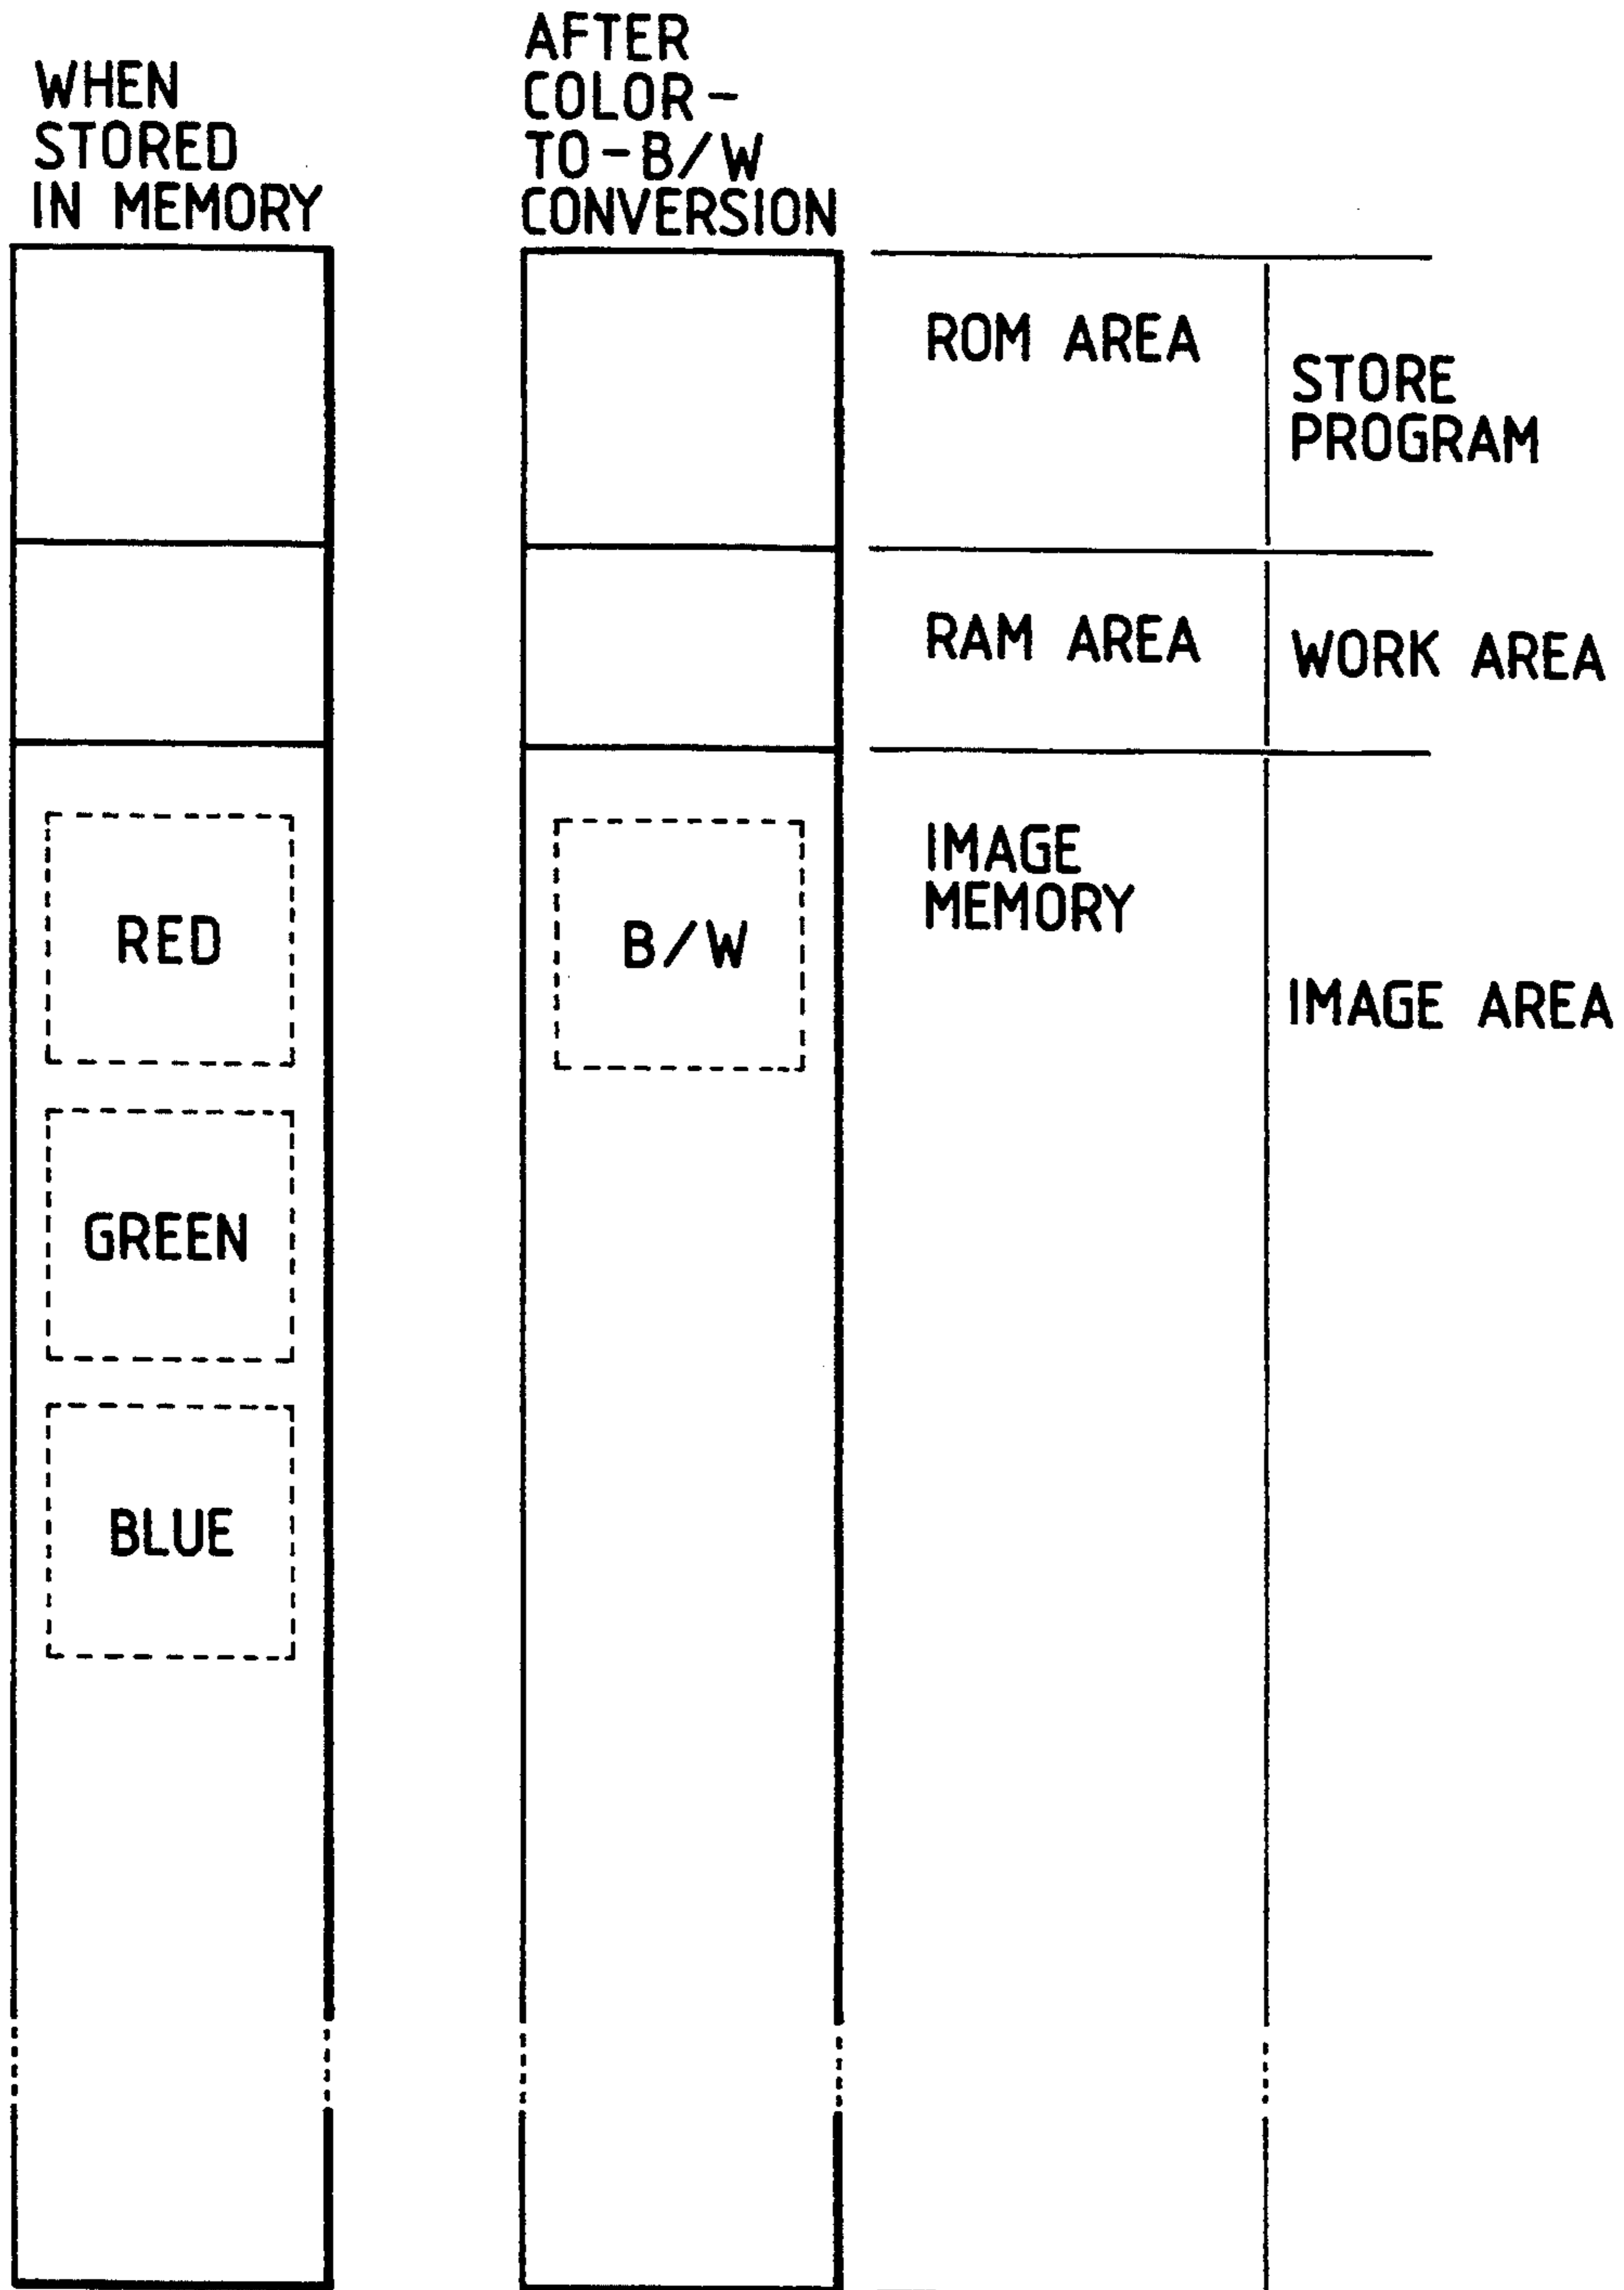 WHEN
STORED
IN MEMORY
AFTER
COLOR-
TO-B/W
CONVERSION
ROM AREA
STORE
PROGRAM
RAM AREA
WORK AREA
RED
GREEN
BLUE
B/W
IMAGE
MEMORY
IMAGE AREA